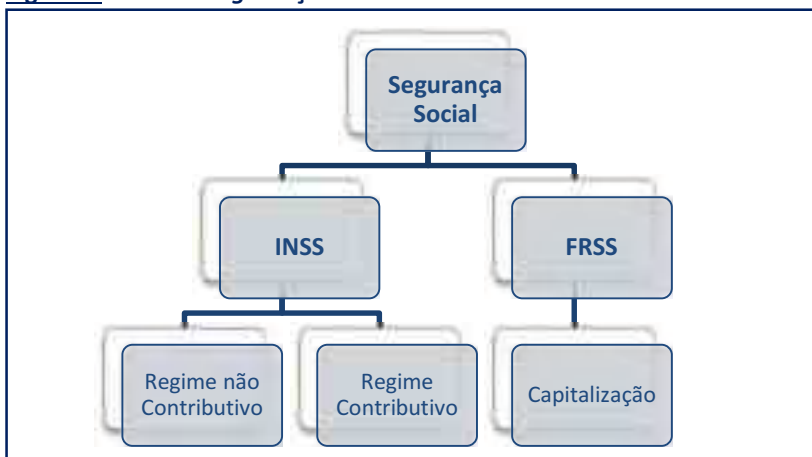 Segurança
Social
INSS
FRSS
Regime não
Contributivo
Regime
Contributivo
Capitalização